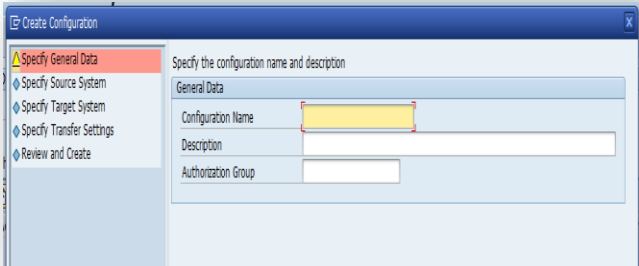 Create Configuration
Specify General Data
Specify Source System
Specify Target System
Specify Transfer Settings
Review and Create
Specify the configuration name and description
General Data
Configuration Name
Description
Authorization Group